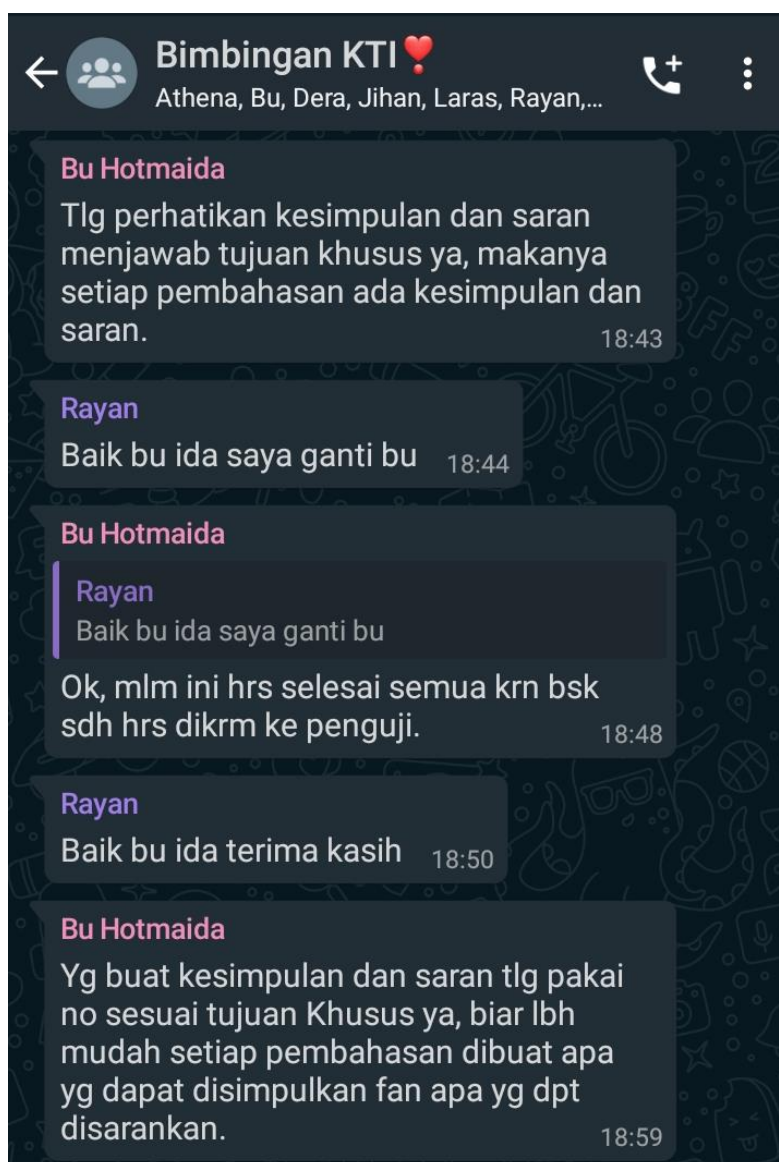 Bimbingan KTI❣️
Athena, Bu, Dera, Jihan, Laras, Rayan,...
Bu Hotmaida
Tlg perhatikan kesimpulan dan saran
menjawab tujuan khusus ya, makanya
setiap pembahasan ada kesimpulan dan
saran.
18:43
Rayan
Baik bu ida saya ganti bu
18:44
Bu Hotmaida
Rayan
Baik bu ida saya ganti bu
Ok, mlm ini hrs selesai semua krn bsk
sdh hrs dikrm ke penguji.
18:48
Rayan
Baik bu ida terima kasih
18:50
Bu Hotmaida
Yg buat kesimpulan dan saran tlg pakai
no sesuai tujuan Khusus ya, biar lbh
mudah setiap pembahasan dibuat apa
yg dapat disimpulkan fan apa yg dpt
disarankan.
18:59